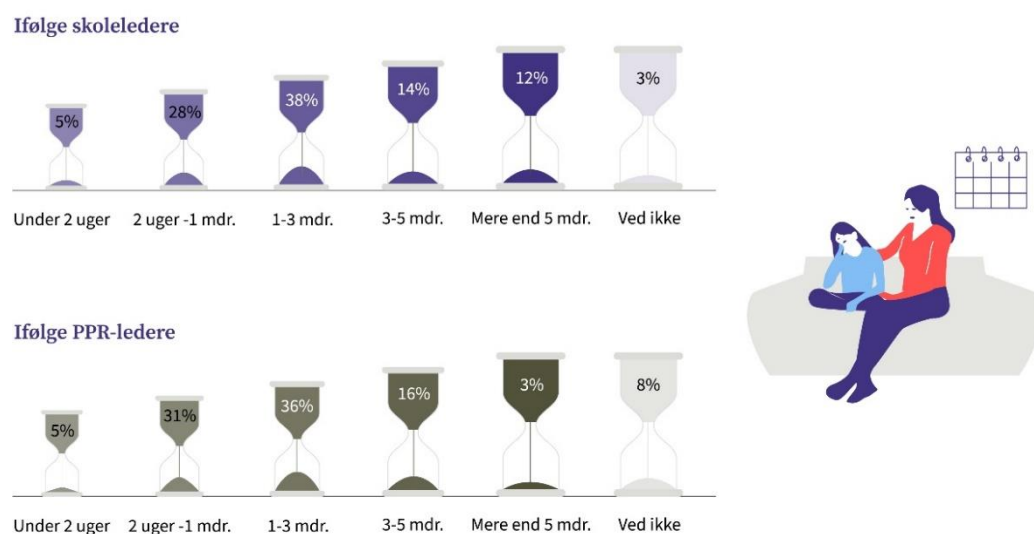 Ifølge skoleledere
5% 28% 38% 14% 12% 3%
Under 2 uger 2 uger -1 mdr. 1-3 mdr. 3-5 mdr. Mere end 5 mdr. Ved ikke
Ifølge PPR-ledere
5% 31% 36% 16% 3% 8%
Under 2 uger 2 uger -1 mdr. 1-3 mdr. 3-5 mdr. Mere end 5 mdr. Ved ikke